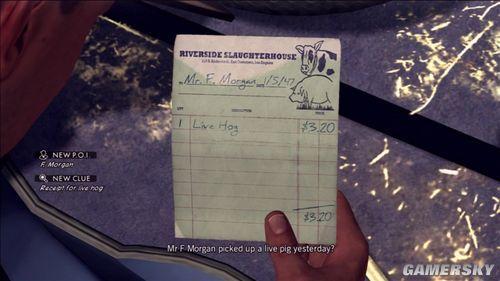 RIVERSIDE SLAUGHTERHOUSE
Mr. F. Morgan 1/5/47
QTY
1 Live Hog $3.20
$3.20
NEW P.O.I.
F. Morgan
NEW CLUE
Receipt for live hog
Mr F Morgan picked up a live pig yesterday?
GAMERSKY